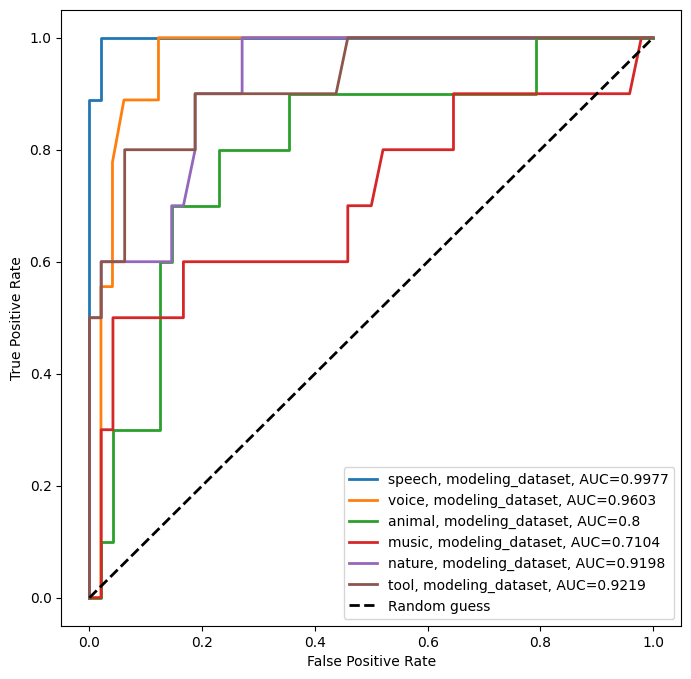 1.0
0.8
0.6
0.4
0.2
0.0
True Positive Rate
speech, modeling_dataset, AUC=0.9977
voice, modeling_dataset, AUC=0.9603
animal, modeling_dataset, AUC=0.8
music, modeling_dataset, AUC=0.7104
nature, modeling_dataset, AUC=0.9198
tool, modeling_dataset, AUC=0.9219
Random guess
0.0 0.2 0.4 0.6 0.8 1.0
False Positive Rate